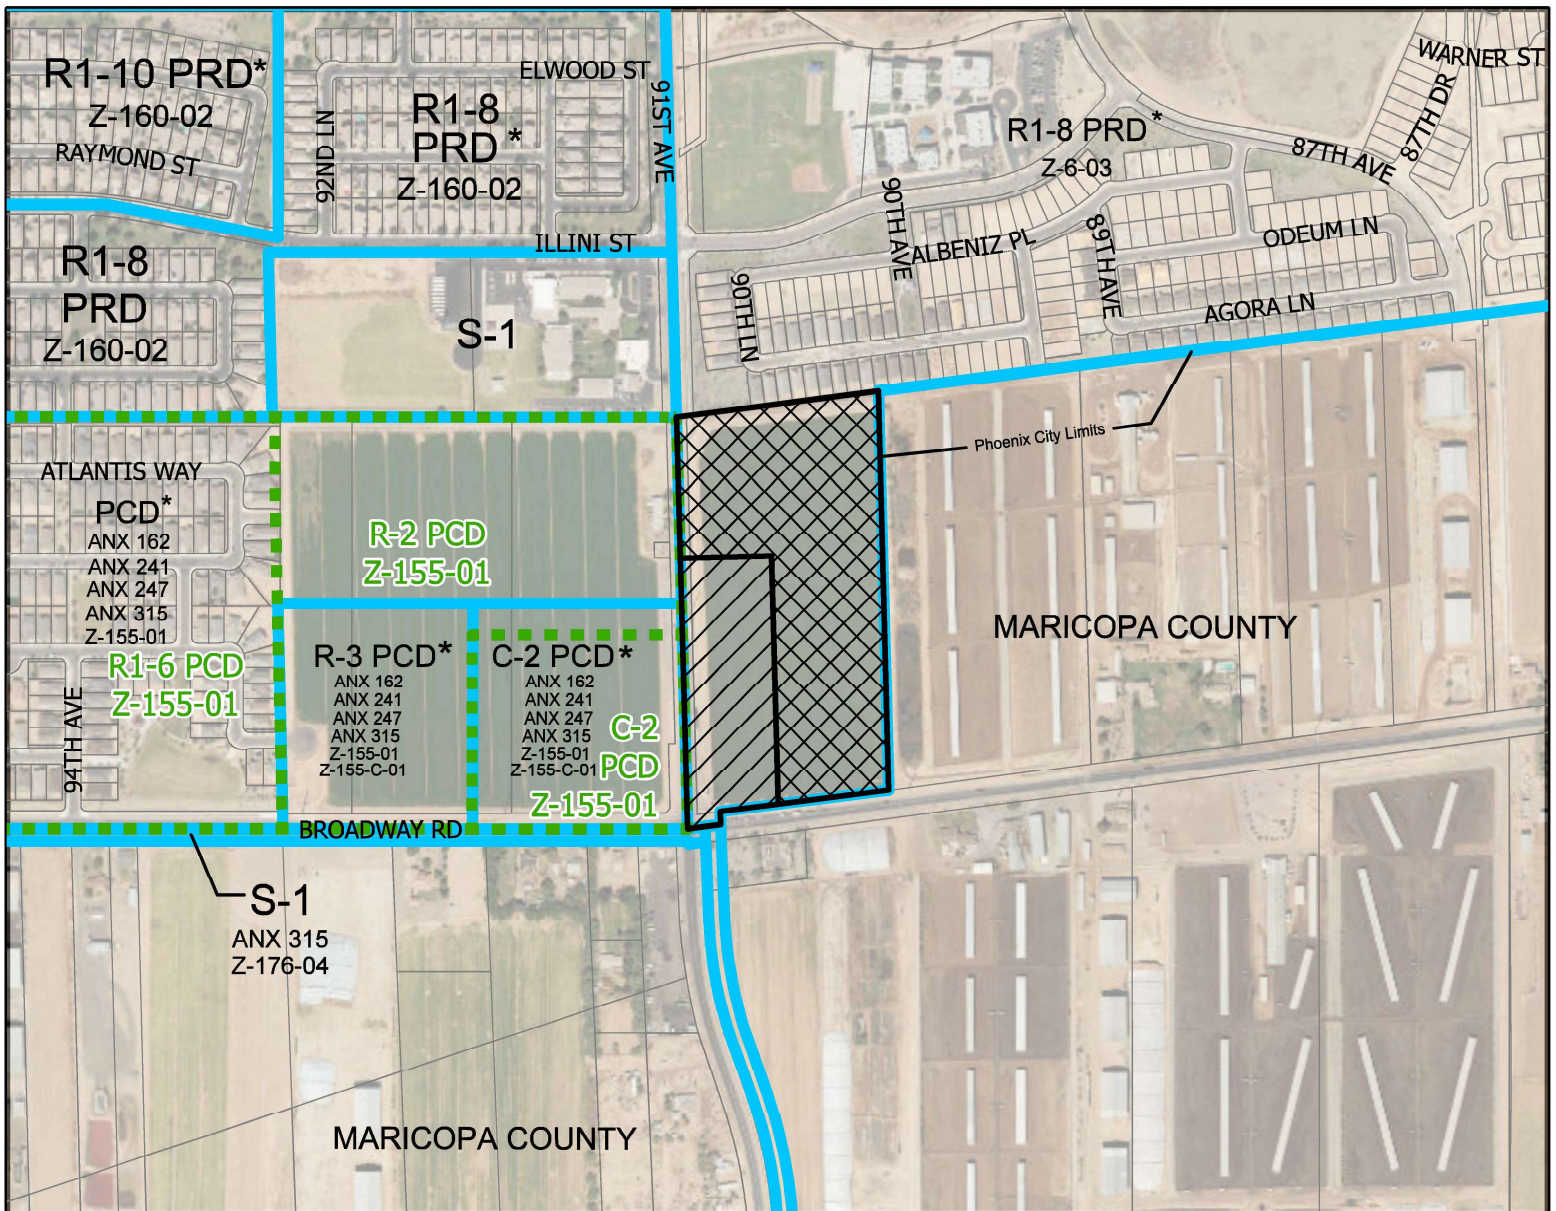 R1-10 PRD*
Z-160-02
RAYMOND ST
ELWOOD ST
R1-8
PRD *
Z-160-02
92ND LN
91ST AVE
ILLINI ST
R1-8 PRD*
Z-6-03
WARNER ST
87TH DR
87TH AVE
90TH AVE
ALBENIZ PL
89TH AVE
ODEUM LN
AGORA LN
90TH LN
R1-8
PRD
Z-160-02
S-1
Phoenix City Limits
ATLANTIS WAY
PCD*
ANX 162
ANX 241
ANX 247
ANX 315
Z-155-01
R1-6 PCD
Z-155-01
94TH AVE
R-2 PCD
Z-155-01
R-3 PCD*
ANX 162
ANX 241
ANX 247
ANX 315
Z-155-01
Z-155-C-01
C-2 PCD*
ANX 162
ANX 241
ANX 247
ANX 315
Z-155-01
Z-155-C-01
C-2
PCD
Z-155-01
MARICOPA COUNTY
BROADWAY RD
S-1
ANX 315
Z-176-04
MARICOPA COUNTY